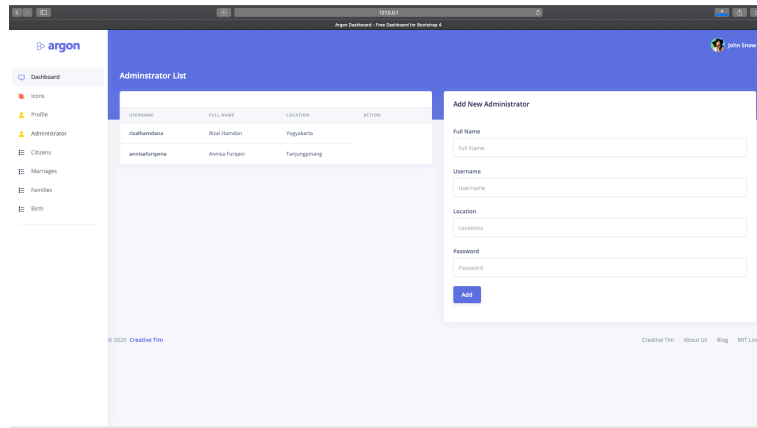 127.0.0.1
Argon Dashboard - Free Dashboard for Bootstrap 4
argon
John Snow
Dashboard
Icons
Profile
Administrator
Citizens
Marriages
Families
Birth
Adminstrator List
USERNAME FULL NAME LOCATION ACTION
rizalhamdana Rizal Hamdan Yogyakarta
annisafurqania Annisa Furqani Tanjungpinang
Add New Administrator
Full Name
Full Name
Username
Username
Location
Locations
Password
Password
Add
© 2020 Creative Tim
Creative Tim About Us Blog MIT Lice